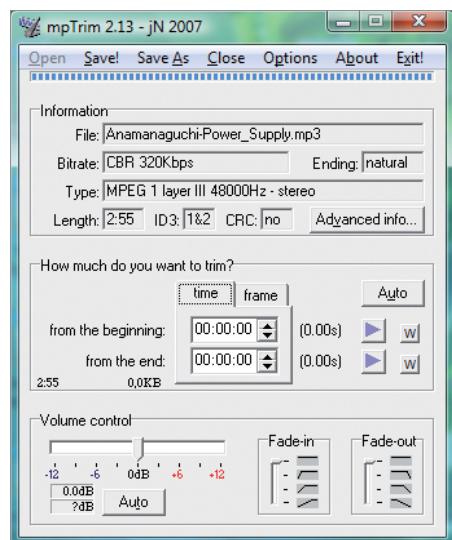 mpTrim 2.13 - jN 2007
Open Save! Save As Close Options About Exit!
Information
File: Anamanaguchi-Power_Supply.mp3
Bitrate: CBR 320Kbps Ending: natural
Type: MPEG 1 layer III 48000Hz - stereo
Length: 2:55 ID3: 1&2 CRC: no Advanced info...
How much do you want to trim?
time frame Auto
from the beginning: 00:00:00 (0.00s) w
from the end: 00:00:00 (0.00s) w
2:55 0,0KB
Volume control Fade-in Fade-out
-12 -6 0dB +6 +12
0.0dB
?dB Auto